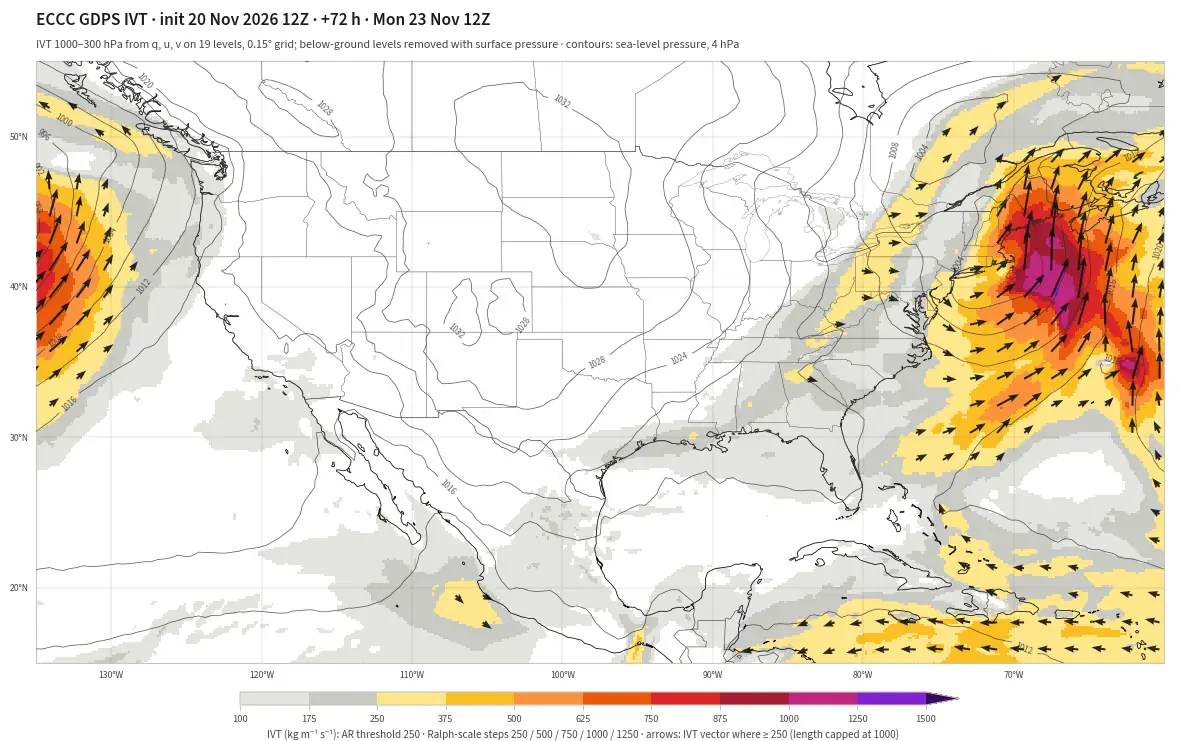 ECCC GDPS IVT · init 20 Nov 2026 12Z · +72 h · Mon 23 Nov 12Z
IVT 1000–300 hPa from q, u, v on 19 levels, 0.15° grid; below-ground levels removed with surface pressure · contours: sea-level pressure, 4 hPa
1020
1028
1032
1000
996
1008
1004
50°N
1012
1020
1004
40°N
1016
1032
1028
1028
1024
1016
30°N
1016
20°N
1012
130°W 120°W 110°W 100°W 90°W 80°W 70°W
100 175 250 375 500 625 750 875 1000 1250 1500
IVT (kg m⁻¹ s⁻¹): AR threshold 250 · Ralph-scale steps 250 / 500 / 750 / 1000 / 1250 · arrows: IVT vector where ≥ 250 (length capped at 1000)